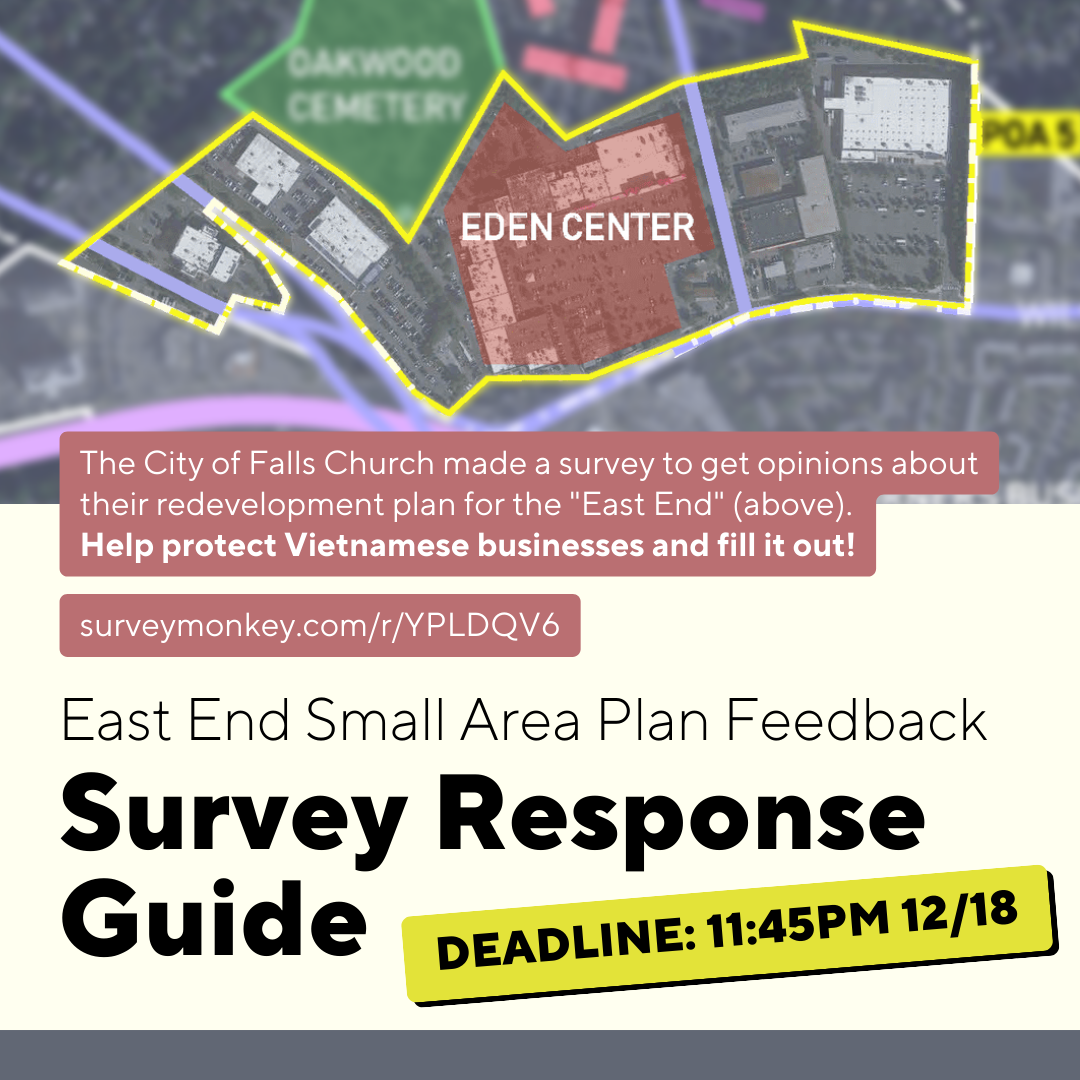 OAKWOOD
CEMETERY
POA 5
EDEN CENTER
The City of Falls Church made a survey to get opinions about
their redevelopment plan for the "East End" (above).
Help protect Vietnamese businesses and fill it out!
surveymonkey.com/r/YPLDQV6
East End Small Area Plan Feedback
Survey Response
Guide
DEADLINE: 11:45PM 12/18